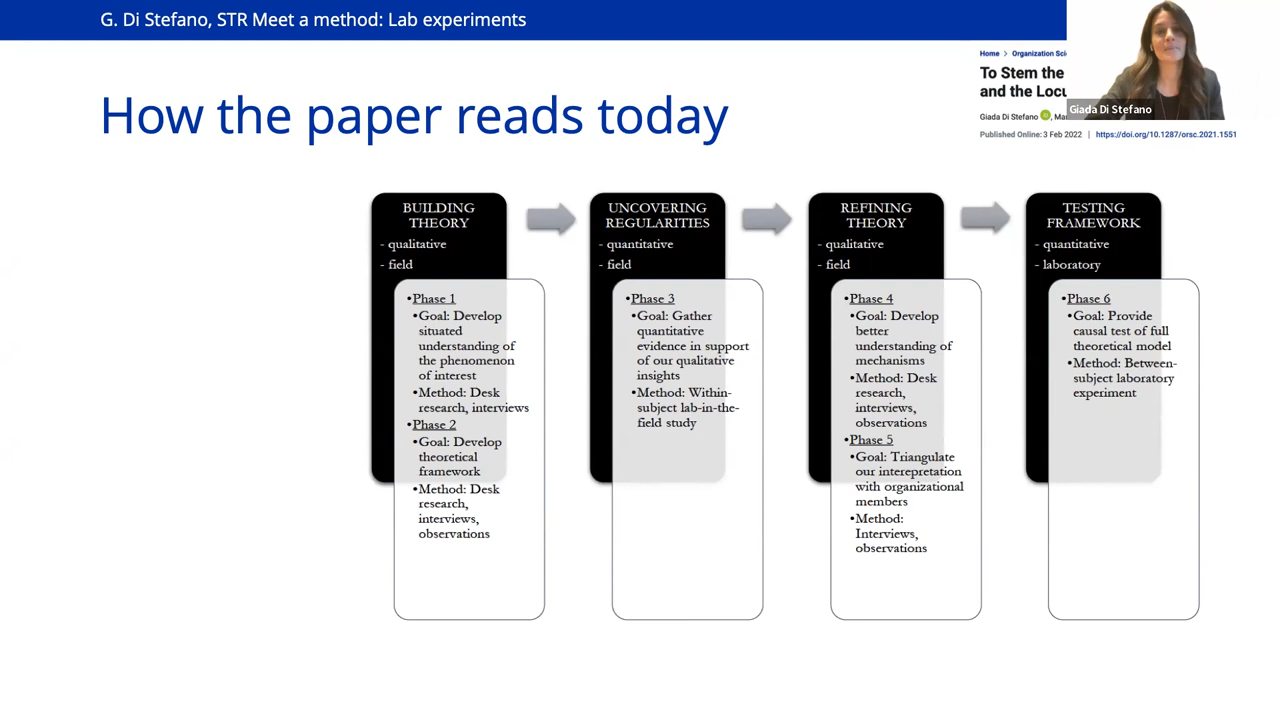 G. Di Stefano, STR Meet a method: Lab experiments
Home > Organization Sci
To Stem the
and the Locu
Giada Di Stefano
Giada Di Stefano , Ma
Published Online: 3 Feb 2022 | https://doi.org/10.1287/orsc.2021.1551
How the paper reads today
BUILDING
THEORY
- qualitative
- field
•Phase 1
•Goal: Develop
situated
understanding of
the phenomenon
of interest
•Method: Desk
research, interviews
•Phase 2
•Goal: Develop
theoretical
framework
•Method: Desk
research,
interviews,
observations
UNCOVERING
REGULARITIES
- quantitative
- field
•Phase 3
•Goal: Gather
quantitative
evidence in support
of our qualitative
insights
•Method: Within-
subject lab-in-the-
field study
REFINING
THEORY
- qualitative
- field
•Phase 4
•Goal: Develop
better
understanding of
mechanisms
•Method: Desk
research,
interviews,
observations
•Phase 5
•Goal: Triangulate
our interepretation
with organizational
members
•Method:
Interviews,
observations
TESTING
FRAMEWORK
- quantitative
- laboratory
•Phase 6
•Goal: Provide
causal test of full
theoretical model
•Method: Between-
subject laboratory
experiment